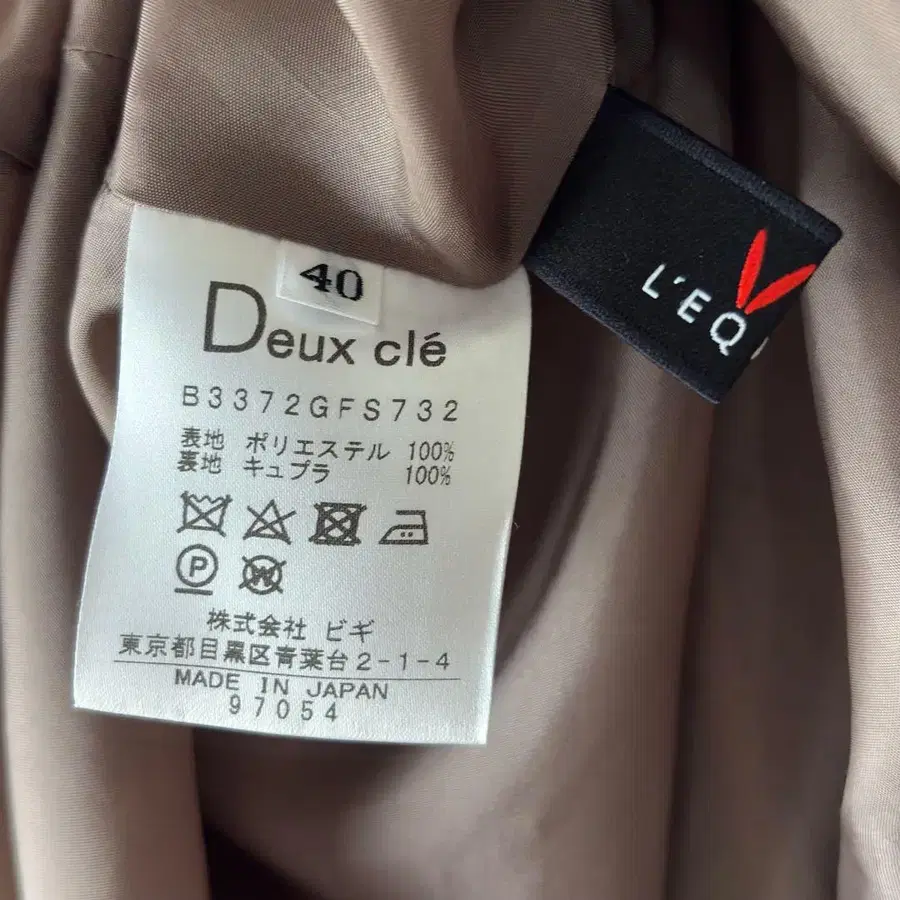 40
Deux clé
B3372GFS732
表地 ポリエステル 100%
裏地 キュプラ 100%
P
W
株式会社 ビギ
東京都目黒区青葉台2-1-4
MADE IN JAPAN
97054
L'EQ